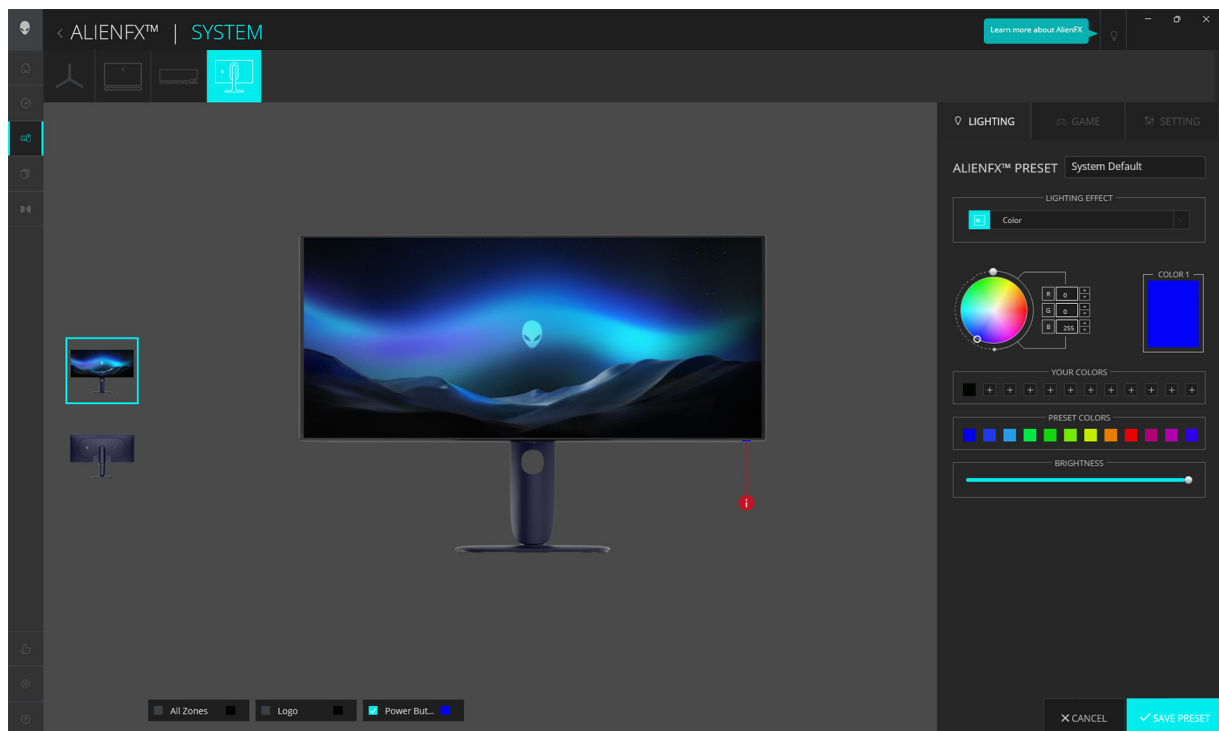 ALIENFX™ | SYSTEM
Learn more about AlienFX
LIGHTING
GAME
SETTING
ALIENFX™ PRESET
System Default
LIGHTING EFFECT
Color
R 0
G 0
B 255
COLOR 1
YOUR COLORS
PRESET COLORS
BRIGHTNESS
All Zones
Logo
Power But...
CANCEL
SAVE PRESET